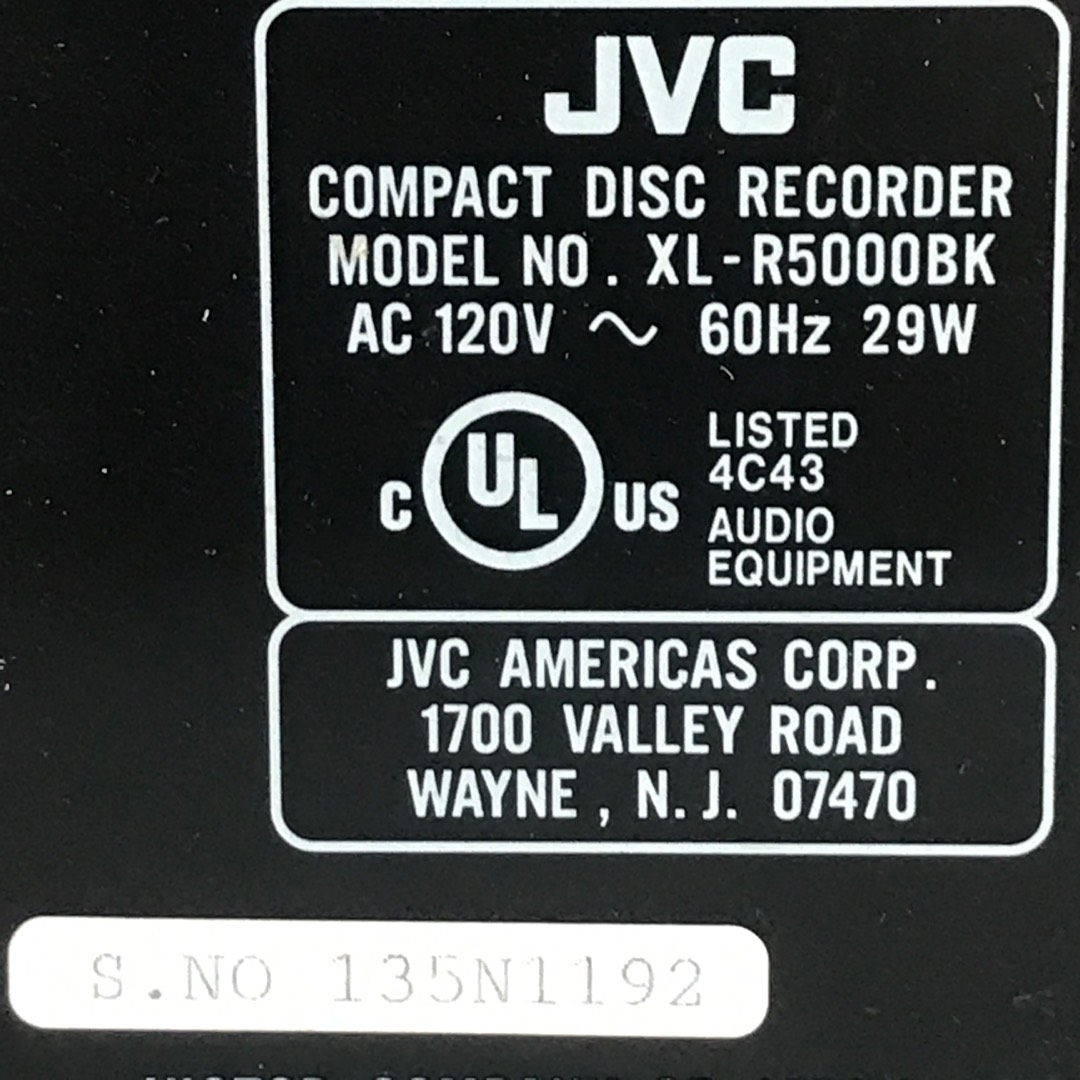 JVC
COMPACT DISC RECORDER
MODEL NO. XL-R5000BK
AC 120V ~ 60Hz 29W
C UL US
LISTED
4C43
AUDIO
EQUIPMENT
JVC AMERICAS CORP.
1700 VALLEY ROAD
WAYNE, N.J. 07470
S.NO 135N1192